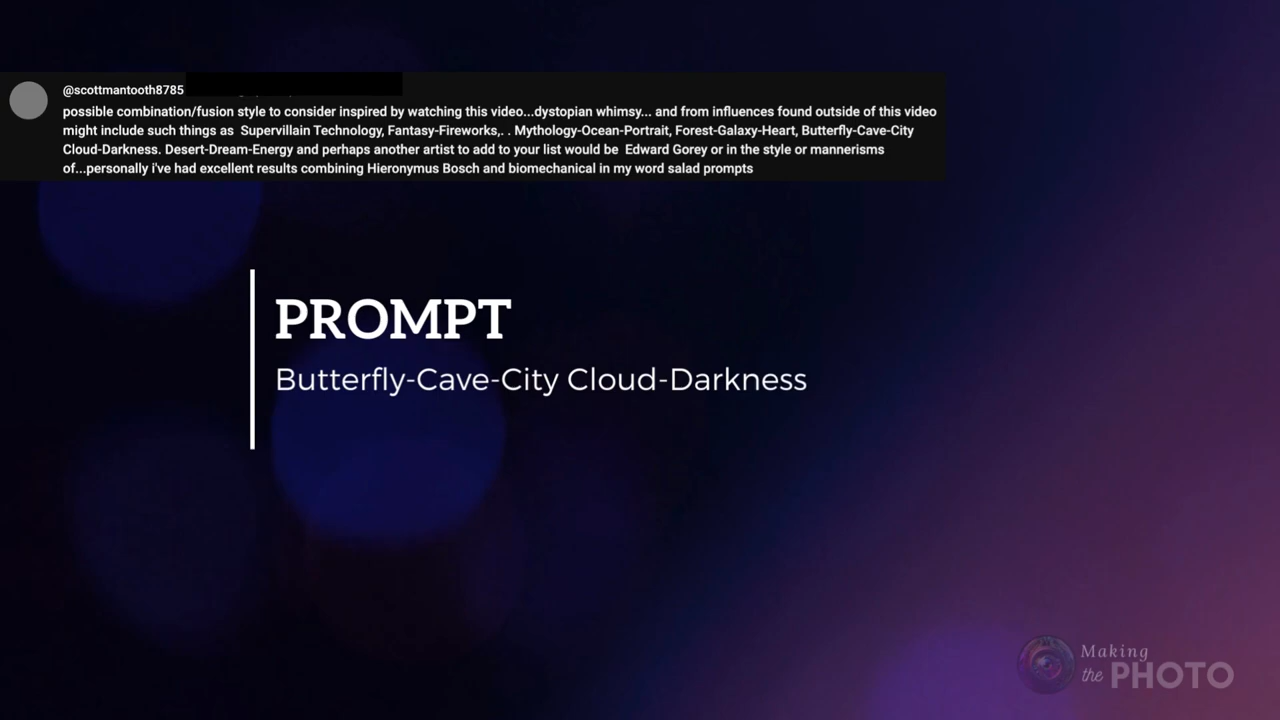 @scottmantooth8785
possible combination/fusion style to consider inspired by watching this video...dystopian whimsy... and from influences found outside of this video
might include such things as  Supervillain Technology, Fantasy-Fireworks,. . Mythology-Ocean-Portrait, Forest-Galaxy-Heart, Butterfly-Cave-City
Cloud-Darkness. Desert-Dream-Energy and perhaps another artist to add to your list would be  Edward Gorey or in the style or mannerisms
of...personally i've had excellent results combining Hieronymus Bosch and biomechanical in my word salad prompts
PROMPT
Butterfly-Cave-City Cloud-Darkness
Making
the PHOTO